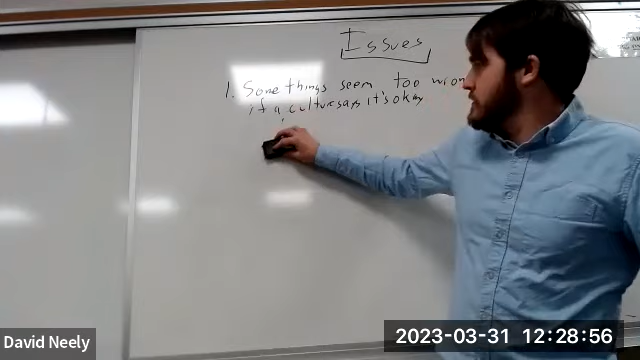 Issues
1. Some things seem too wron
if a culture says it's okay
David Neely
2023-03-31 12:28:56